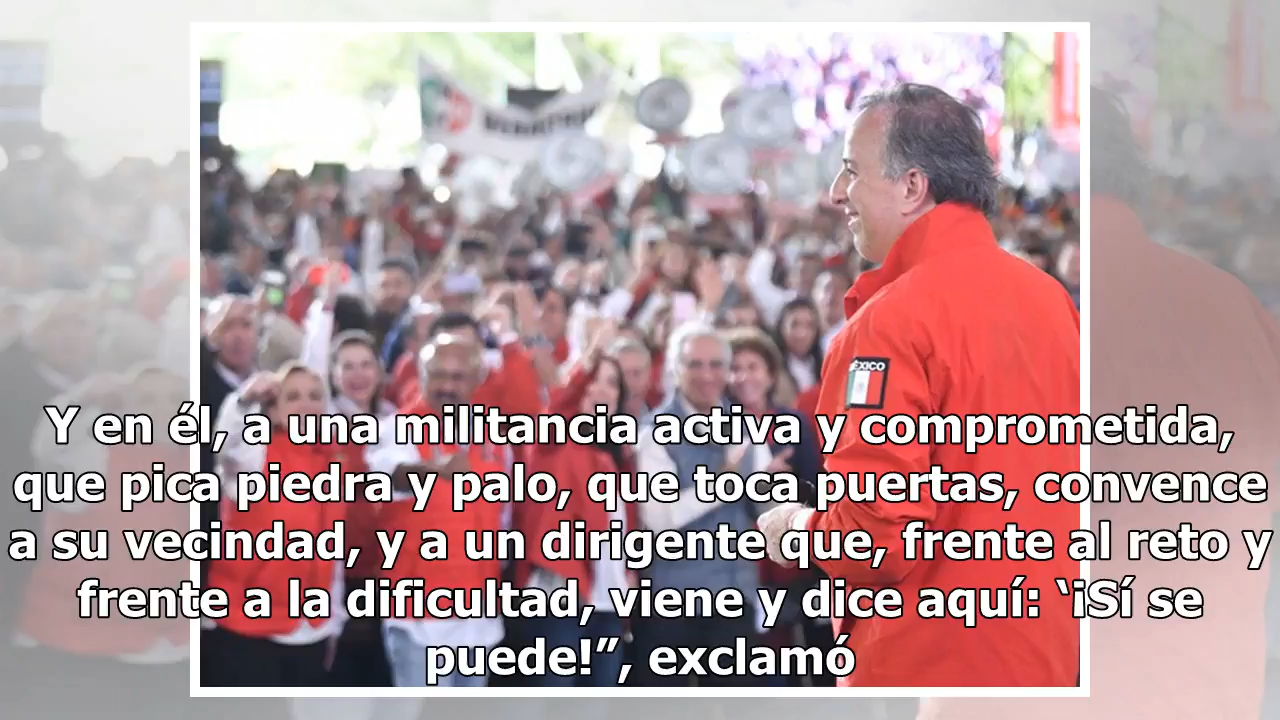 MÉXICO
Y en él, a una militancia activa y comprometida,
que pica piedra y palo, que toca puertas, convence
a su vecindad, y a un dirigente que, frente al reto y
frente a la dificultad, viene y dice aquí: ‘¡Sí se
puede!”, exclamó